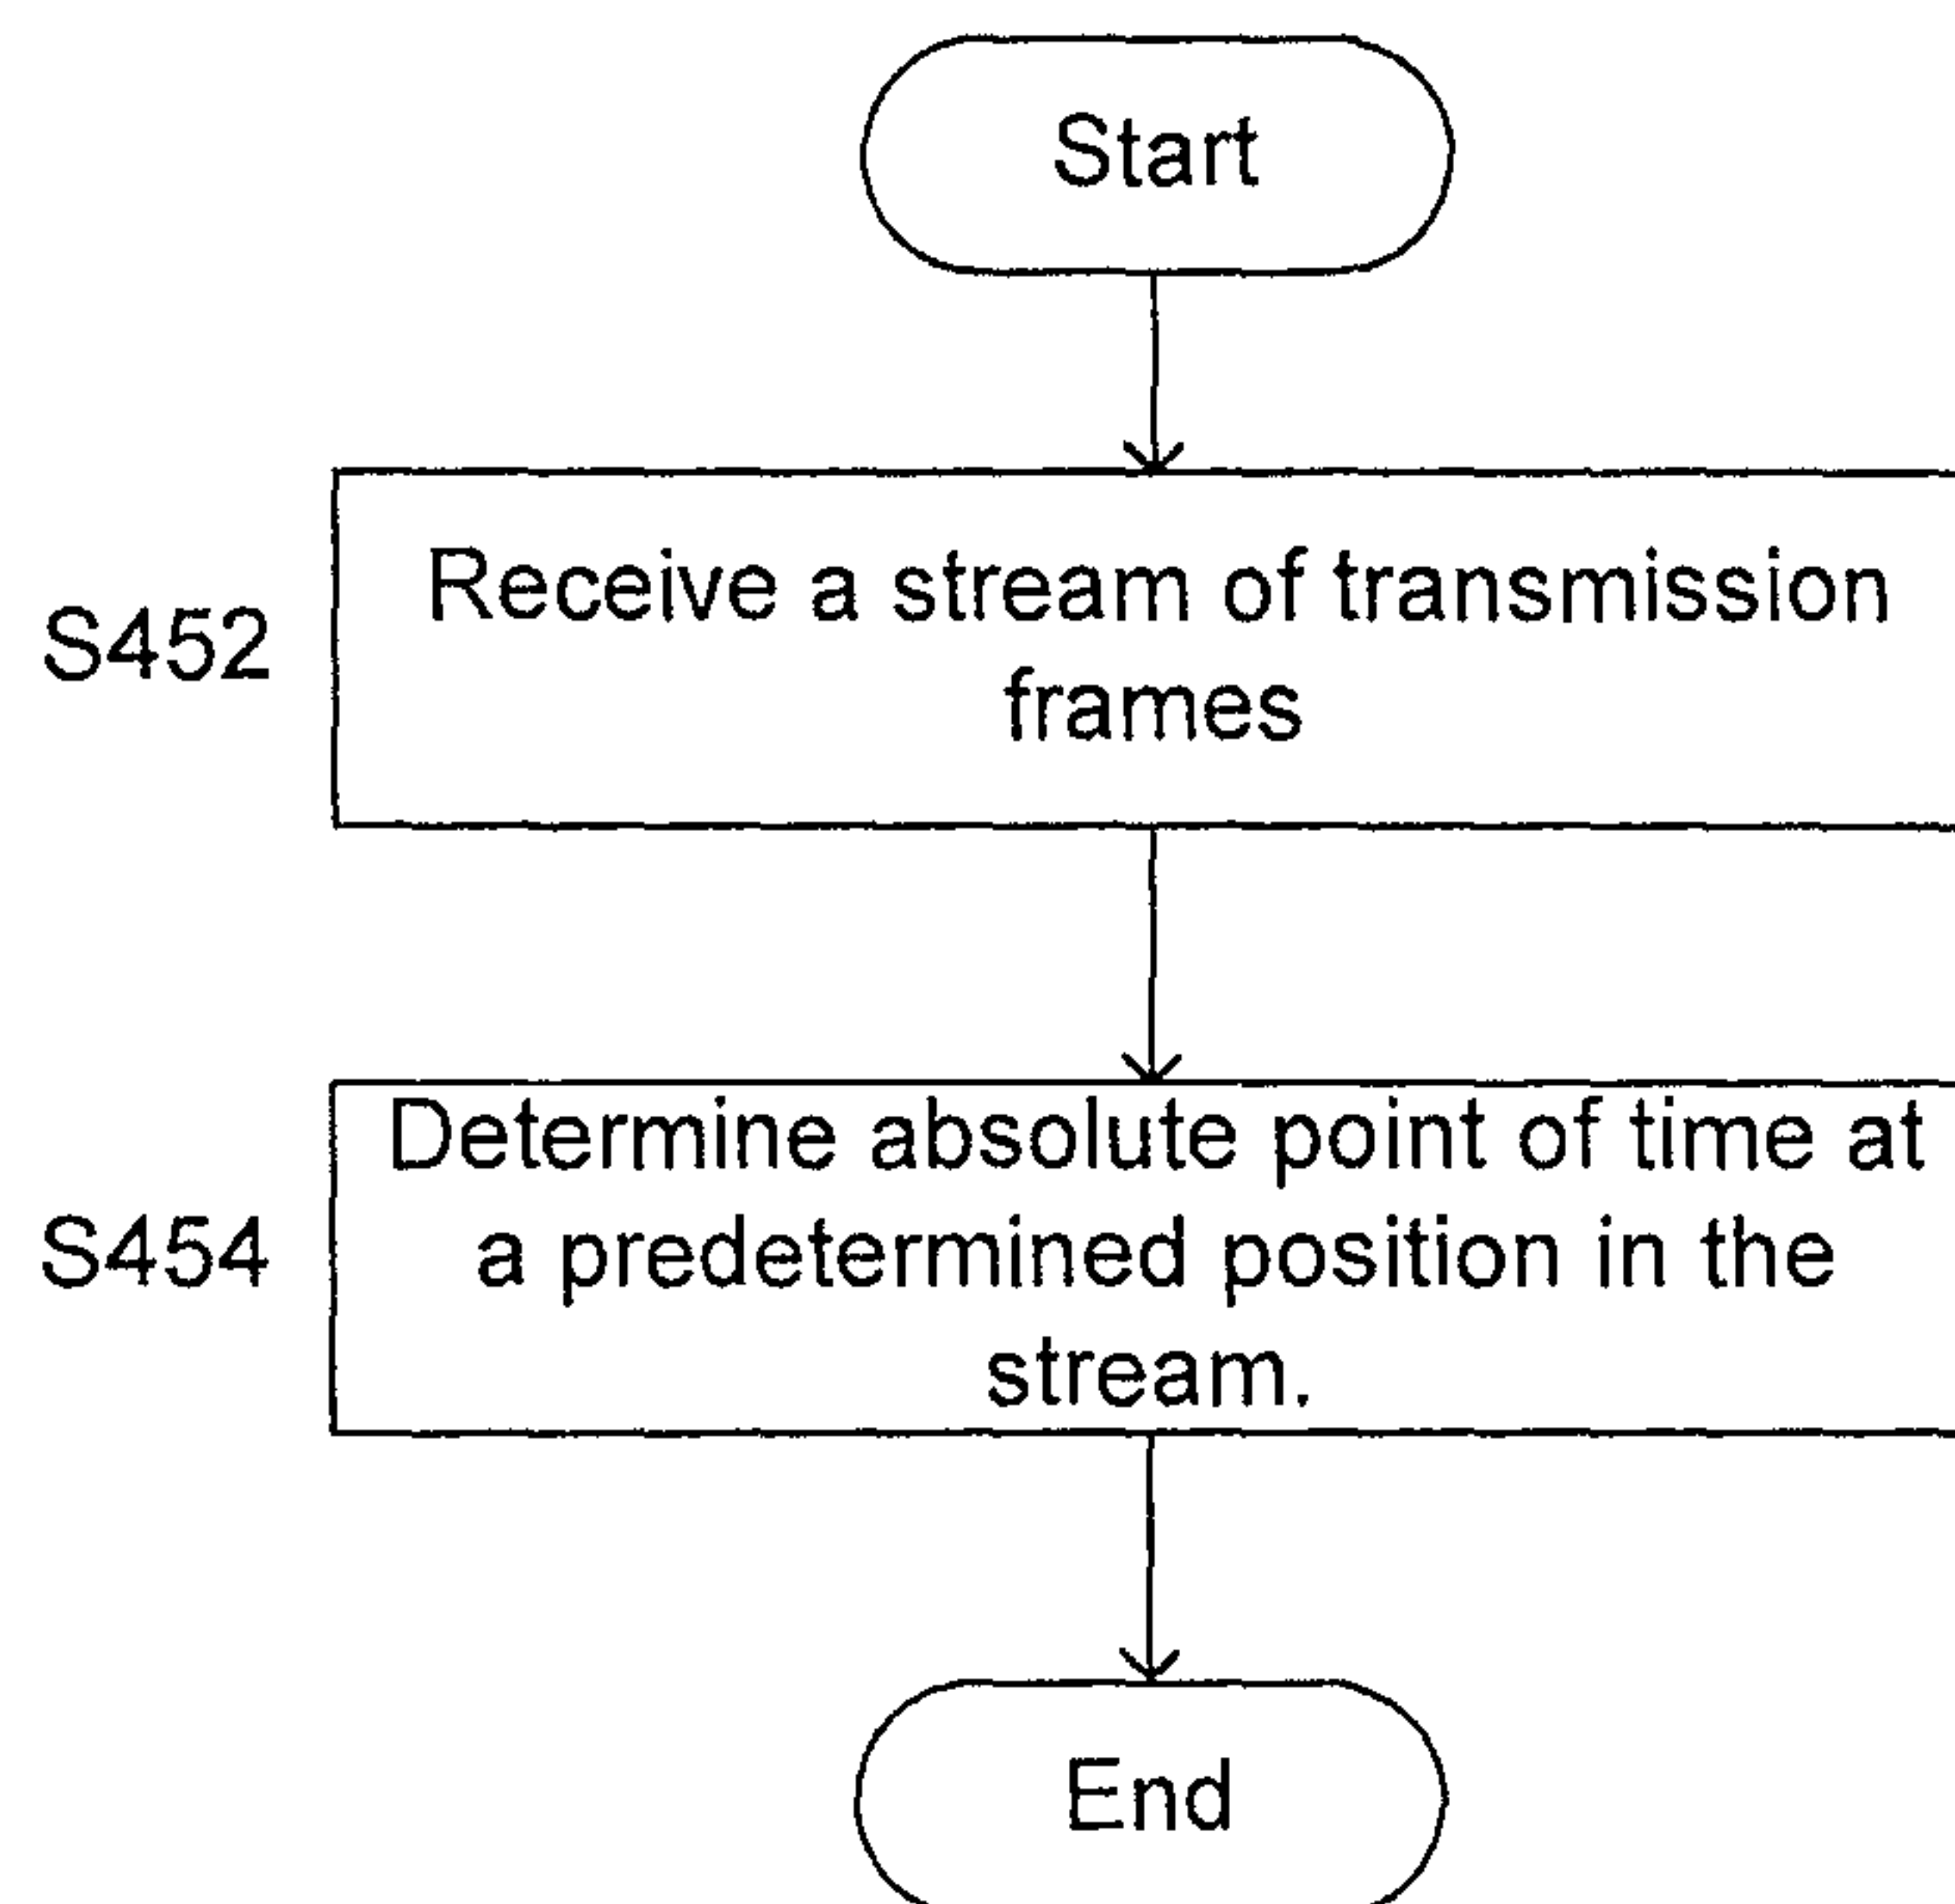 Start
S452
Receive a stream of transmission
frames
S454
Determine absolute point of time at
a predetermined position in the
stream.
End